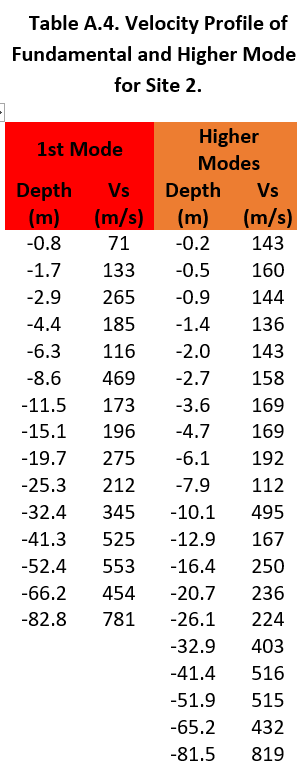 Table A.4. Velocity Profile of
Fundamental and Higher Mode
for Site 2.
1st Mode Higher Modes
Depth (m) Vs (m/s) Depth (m) Vs (m/s)
-0.8 71 -0.2 143
-1.7 133 -0.5 160
-2.9 265 -0.9 144
-4.4 185 -1.4 136
-6.3 116 -2.0 143
-8.6 469 -2.7 158
-11.5 173 -3.6 169
-15.1 196 -4.7 169
-19.7 275 -6.1 192
-25.3 212 -7.9 112
-32.4 345 -10.1 495
-41.3 525 -12.9 167
-52.4 553 -16.4 250
-66.2 454 -20.7 236
-82.8 781 -26.1 224
-32.9 403
-41.4 516
-51.9 515
-65.2 432
-81.5 819